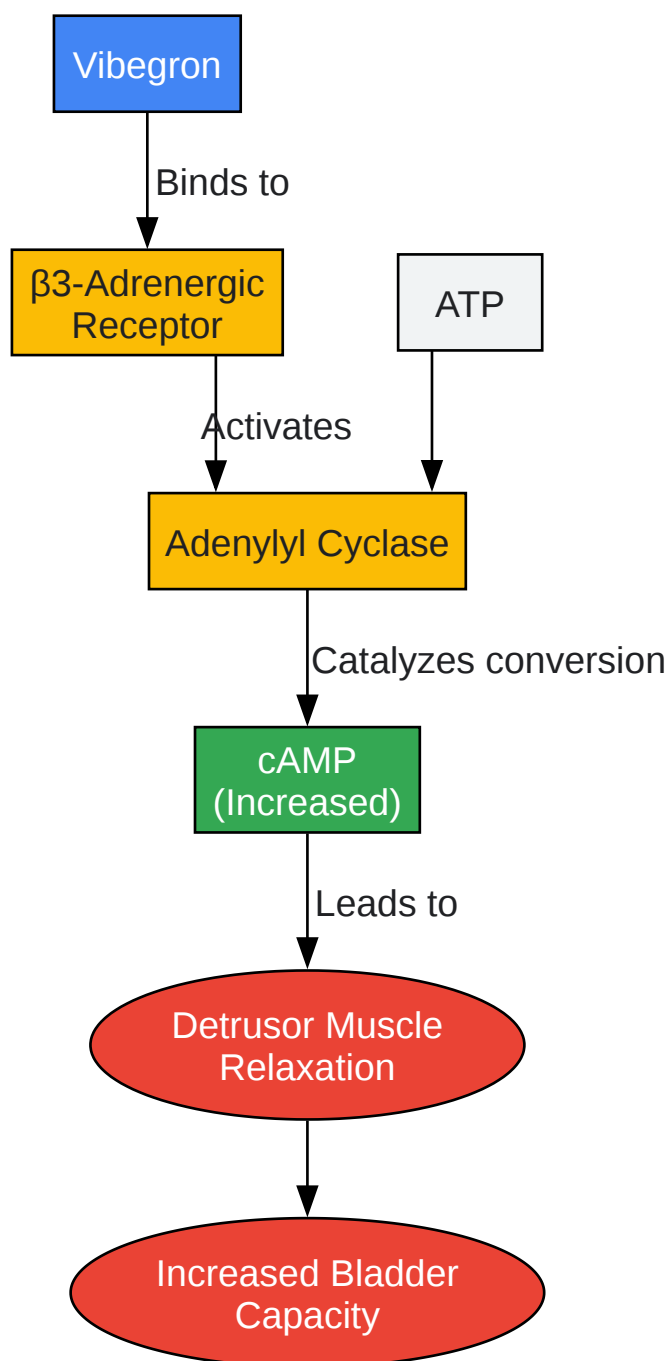 Vibegron
Binds to
β3-Adrenergic
Receptor
ATP
Activates
Adenylyl Cyclase
Catalyzes conversion
cAMP
(Increased)
Leads to
Detrusor Muscle
Relaxation
Increased Bladder
Capacity